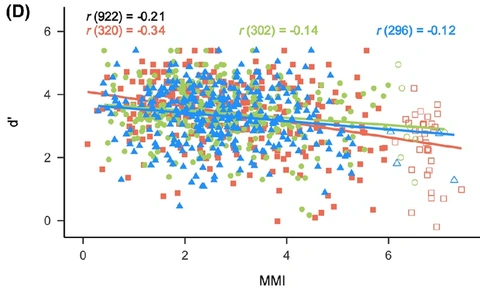 (D)
r (922) = -0.21
r (320) = -0.34 r (302) = -0.14 r (296) = -0.12
6
4
2
0
d'
0 2 4 6
MMI